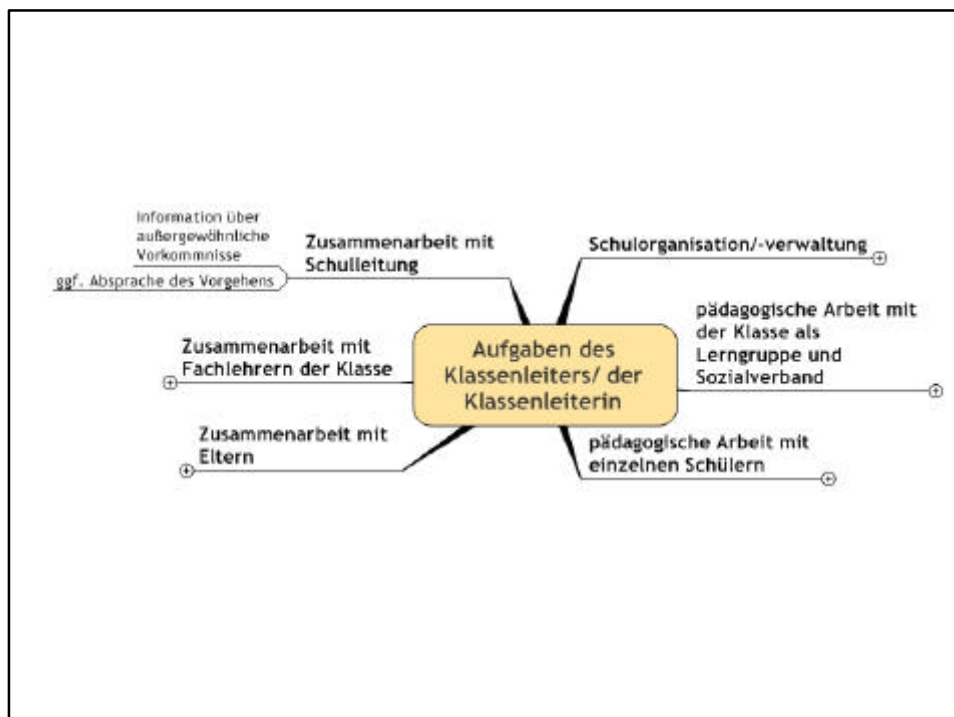 Information über
außergewöhnliche
Vorkommnisse
ggf. Absprache des Vorgehens
Zusammenarbeit mit
Schulleitung
Schulorganisation/-verwaltung
Zusammenarbeit mit
Fachlehrern der Klasse
Aufgaben des
Klassenleiters/ der
Klassenleiterin
pädagogische Arbeit mit
der Klasse als
Lerngruppe und
Sozialverband
Zusammenarbeit mit
Eltern
pädagogische Arbeit mit
einzelnen Schülern